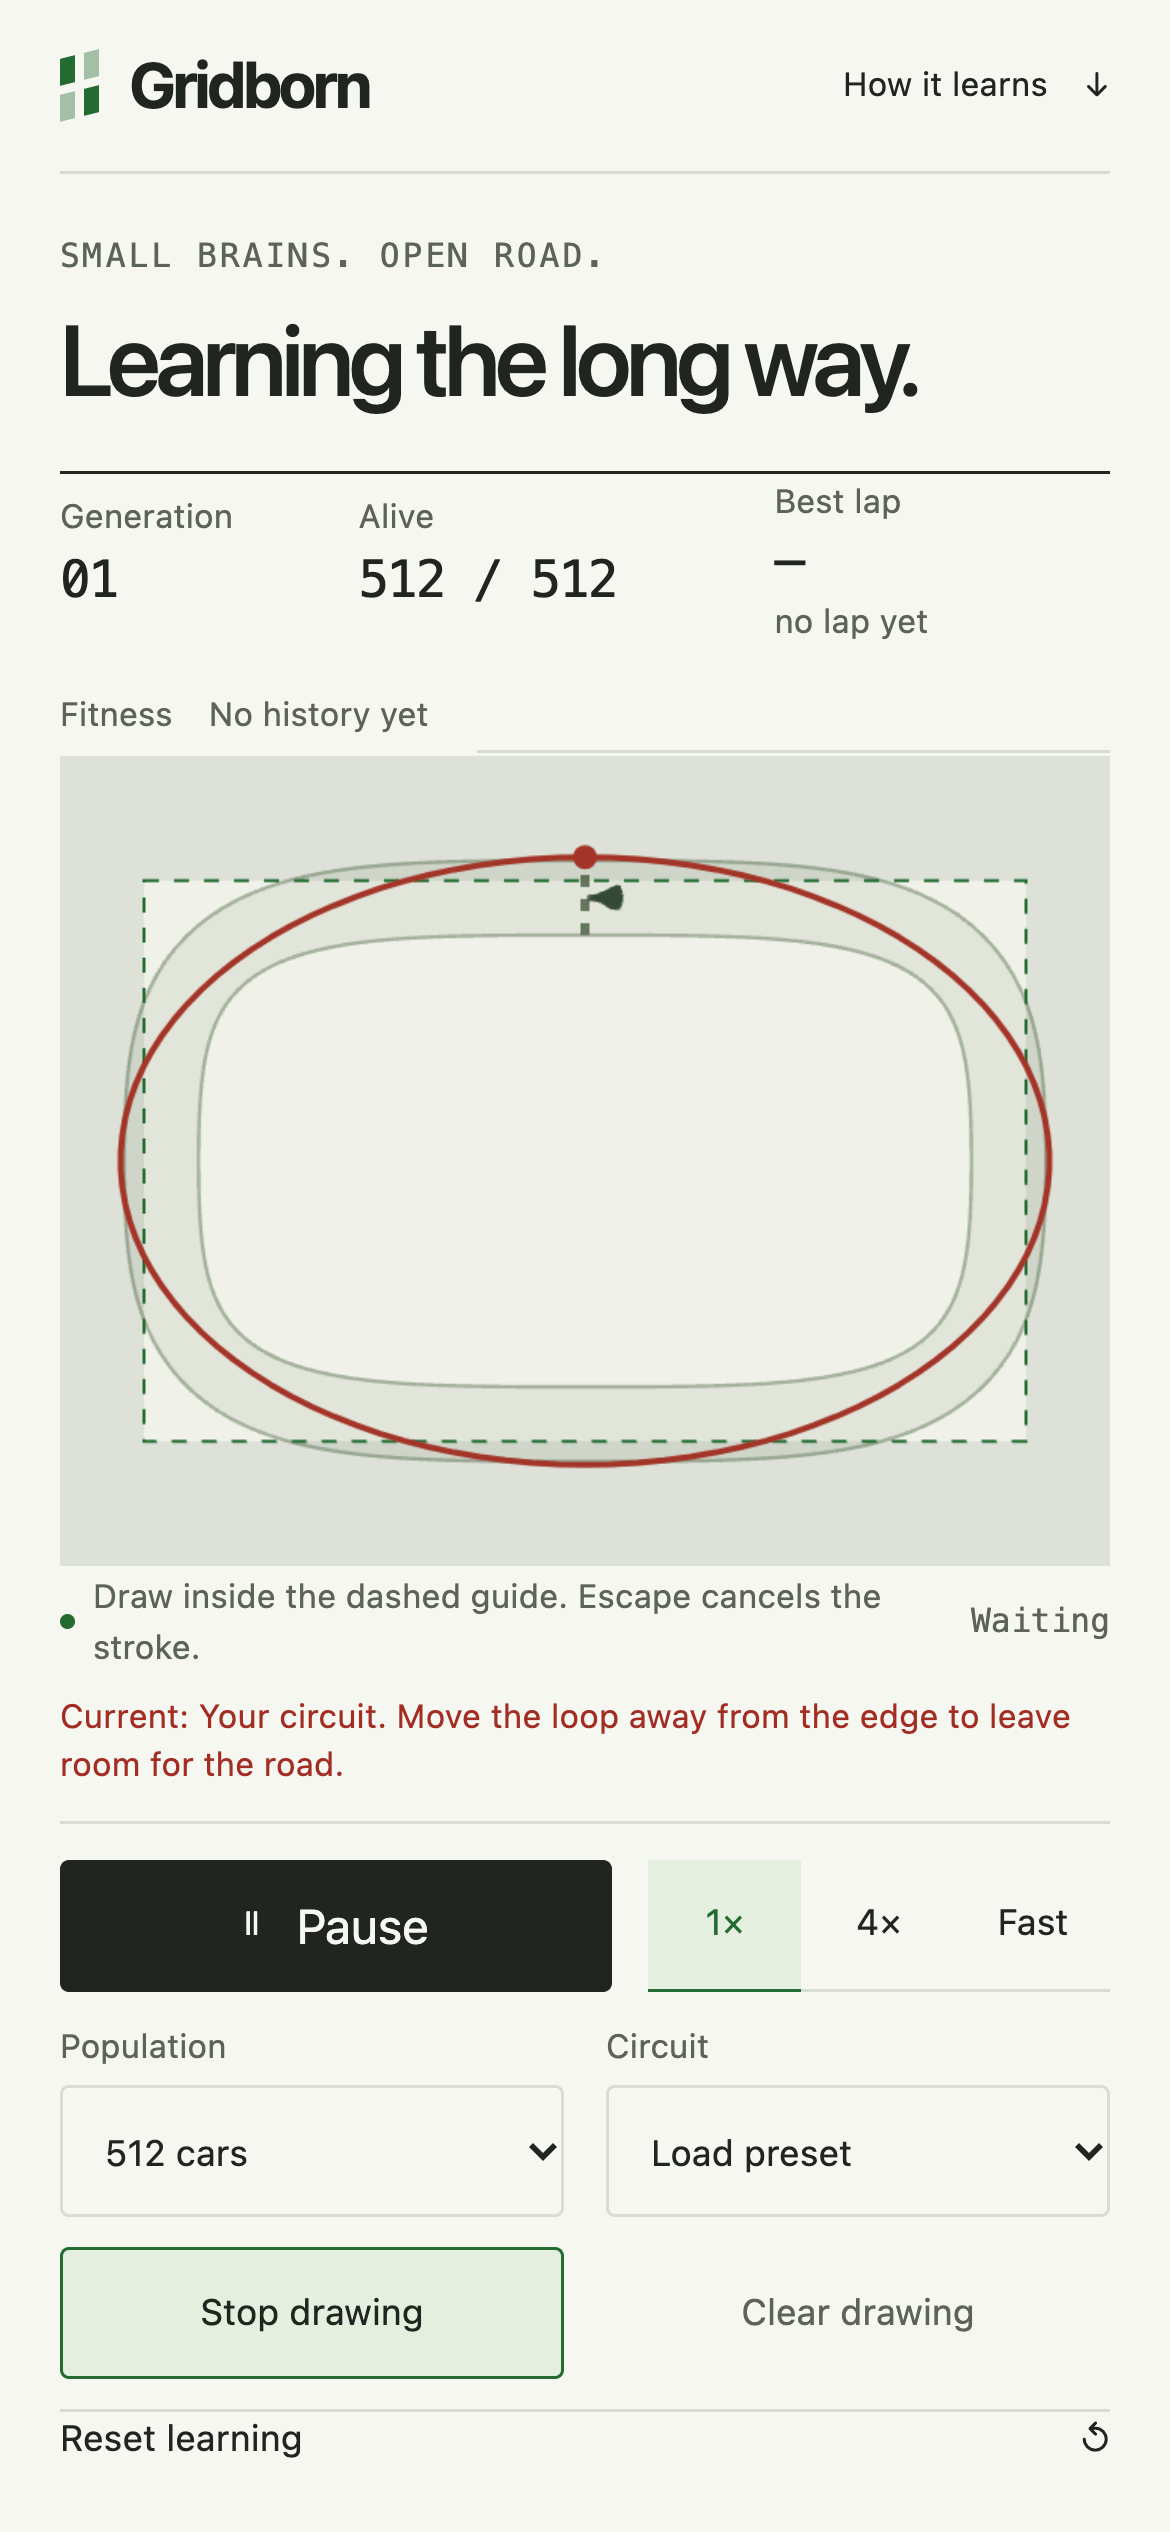 Gridborn
How it learns ↓
SMALL BRAINS. OPEN ROAD.
Learning the long way.
Generation
01
Alive
512 / 512
Best lap
—
no lap yet
Fitness No history yet
Draw inside the dashed guide. Escape cancels the
stroke.
Waiting
Current: Your circuit. Move the loop away from the edge to leave
room for the road.
Pause
1× 4× Fast
Population
512 cars
Circuit
Load preset
Stop drawing
Clear drawing
Reset learning